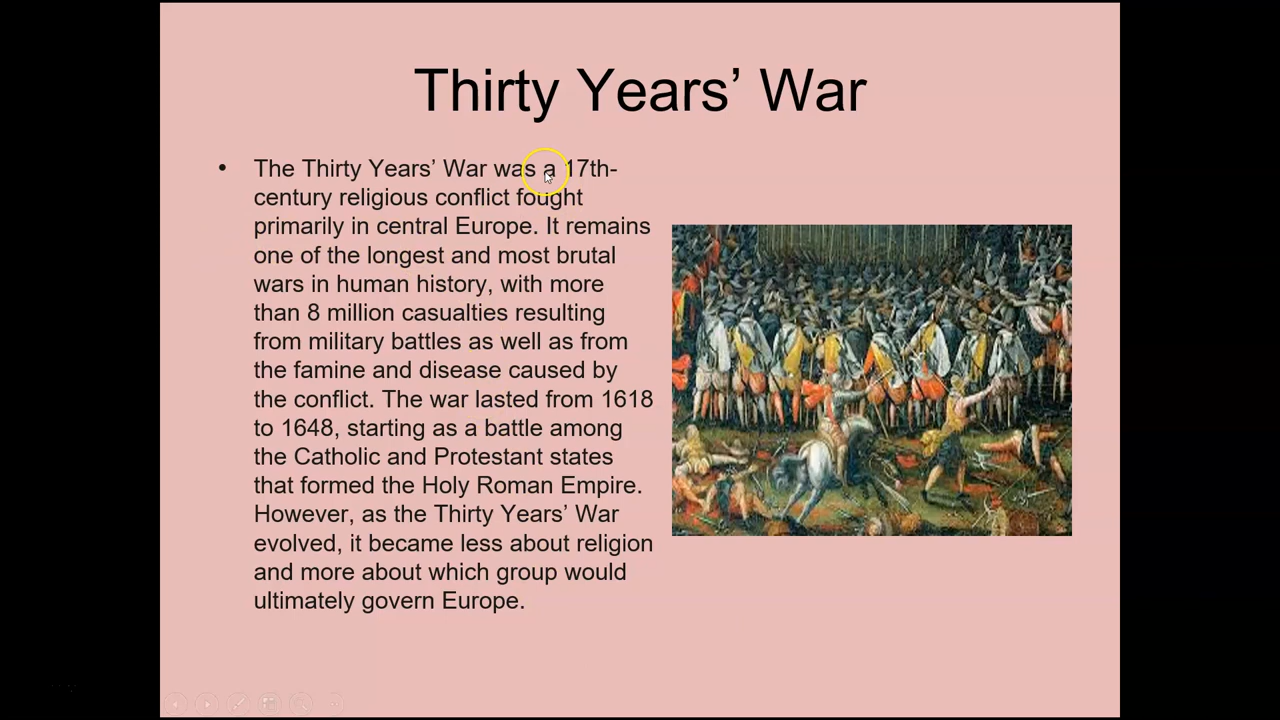 Thirty Years’ War
• The Thirty Years’ War was a 17th-
century religious conflict fought
primarily in central Europe. It remains
one of the longest and most brutal
wars in human history, with more
than 8 million casualties resulting
from military battles as well as from
the famine and disease caused by
the conflict. The war lasted from 1618
to 1648, starting as a battle among
the Catholic and Protestant states
that formed the Holy Roman Empire.
However, as the Thirty Years’ War
evolved, it became less about religion
and more about which group would
ultimately govern Europe.